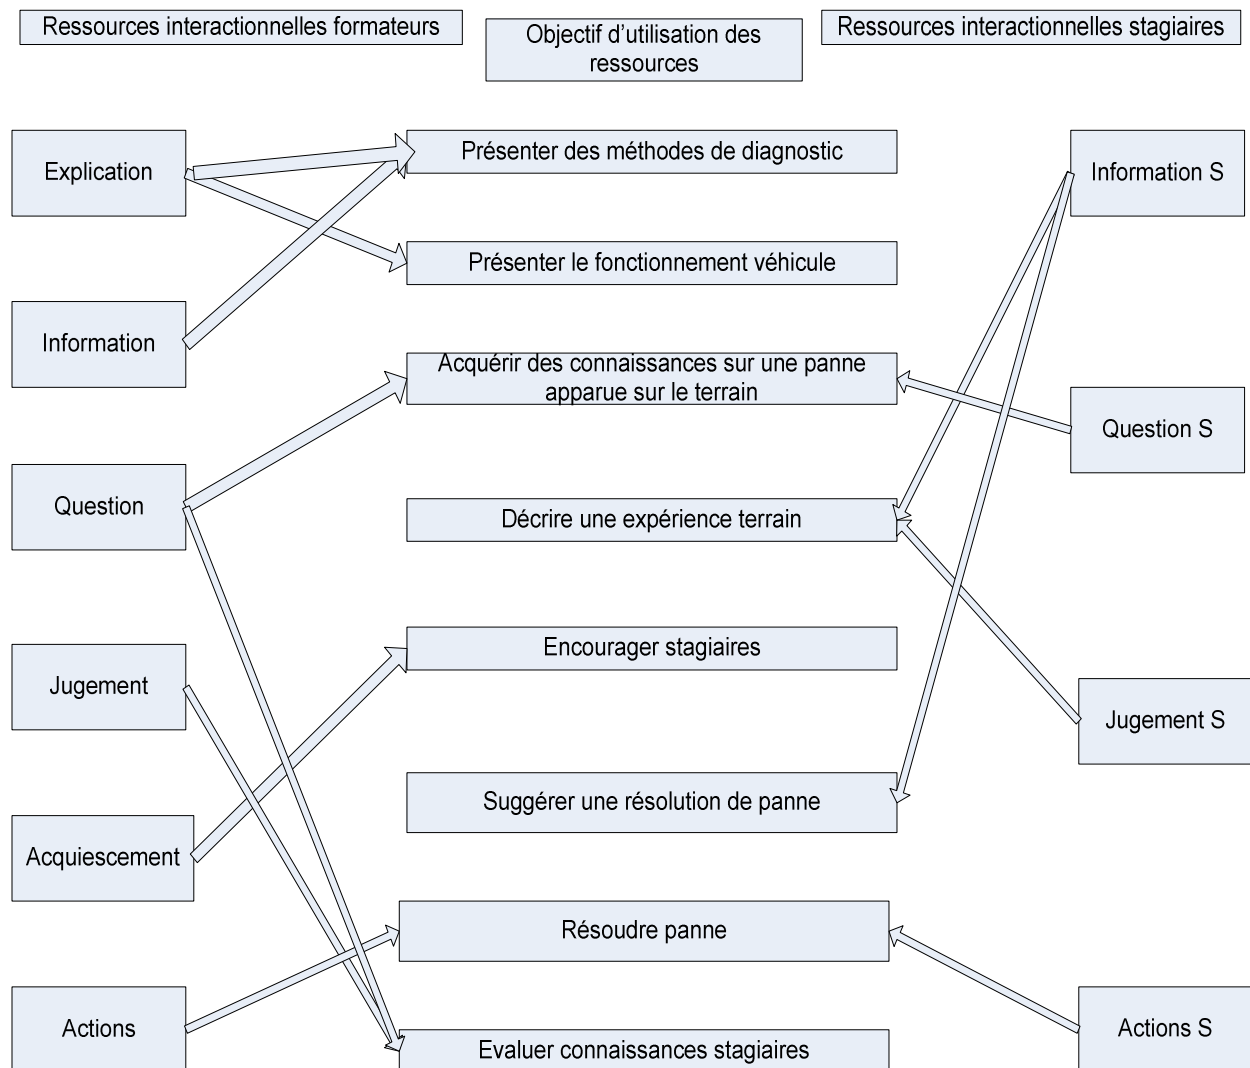 Ressources interactionnelles formateurs
Objectif d’utilisation des
ressources
Ressources interactionnelles stagiaires
Explication
Information
Question
Jugement
Acquiescement
Actions
Présenter des méthodes de diagnostic
Présenter le fonctionnement véhicule
Acquérir des connaissances sur une panne
apparue sur le terrain
Décrire une expérience terrain
Encourager stagiaires
Suggérer une résolution de panne
Résoudre panne
Evaluer connaissances stagiaires
Information S
Question S
Jugement S
Actions S